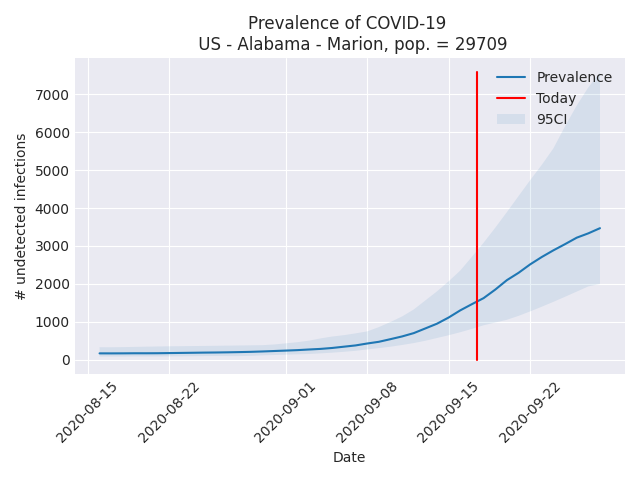 Prevalence of COVID-19
US - Alabama - Marion, pop. = 29709
Prevalence
Today
95CI
7000
6000
5000
4000
3000
2000
1000
0
# undetected infections
2020-08-15
2020-08-22
2020-09-01
2020-09-08
2020-09-15
2020-09-22
Date